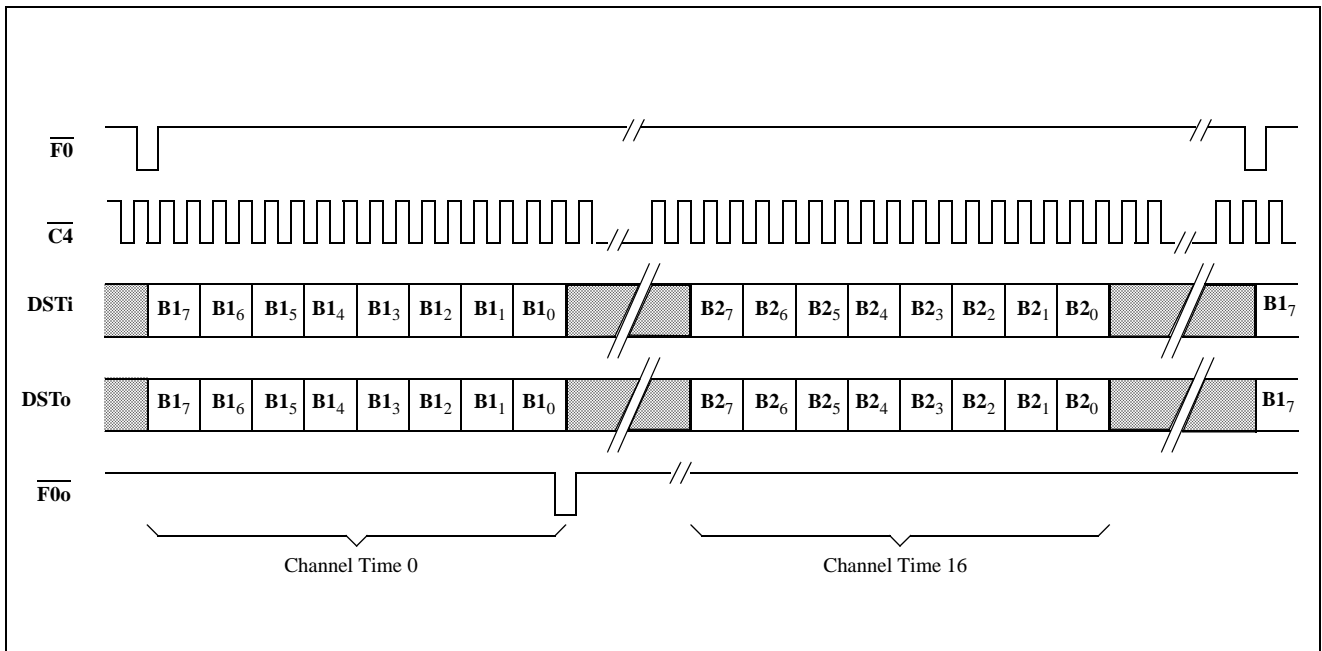 F0
C4
DSTi B1₇ B1₆ B1₅ B1₄ B1₃ B1₂ B1₁ B1₀ B2₇ B2₆ B2₅ B2₄ B2₃ B2₂ B2₁ B2₀ B1₇
DSTo B1₇ B1₆ B1₅ B1₄ B1₃ B1₂ B1₁ B1₀ B2₇ B2₆ B2₅ B2₄ B2₃ B2₂ B2₁ B2₀ B1₇
F0o
Channel Time 0 Channel Time 16